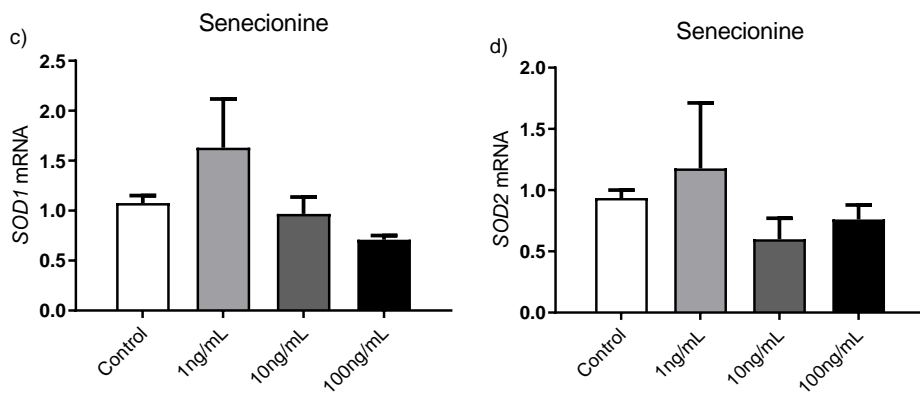 c)
Senecionine
SOD1 mRNA
2.5
2.0
1.5
1.0
0.5
0.0
Control
1ng/mL
10ng/mL
100ng/mL
d)
Senecionine
SOD2 mRNA
2.0
1.5
1.0
0.5
0.0
Control
1ng/mL
10ng/mL
100ng/mL